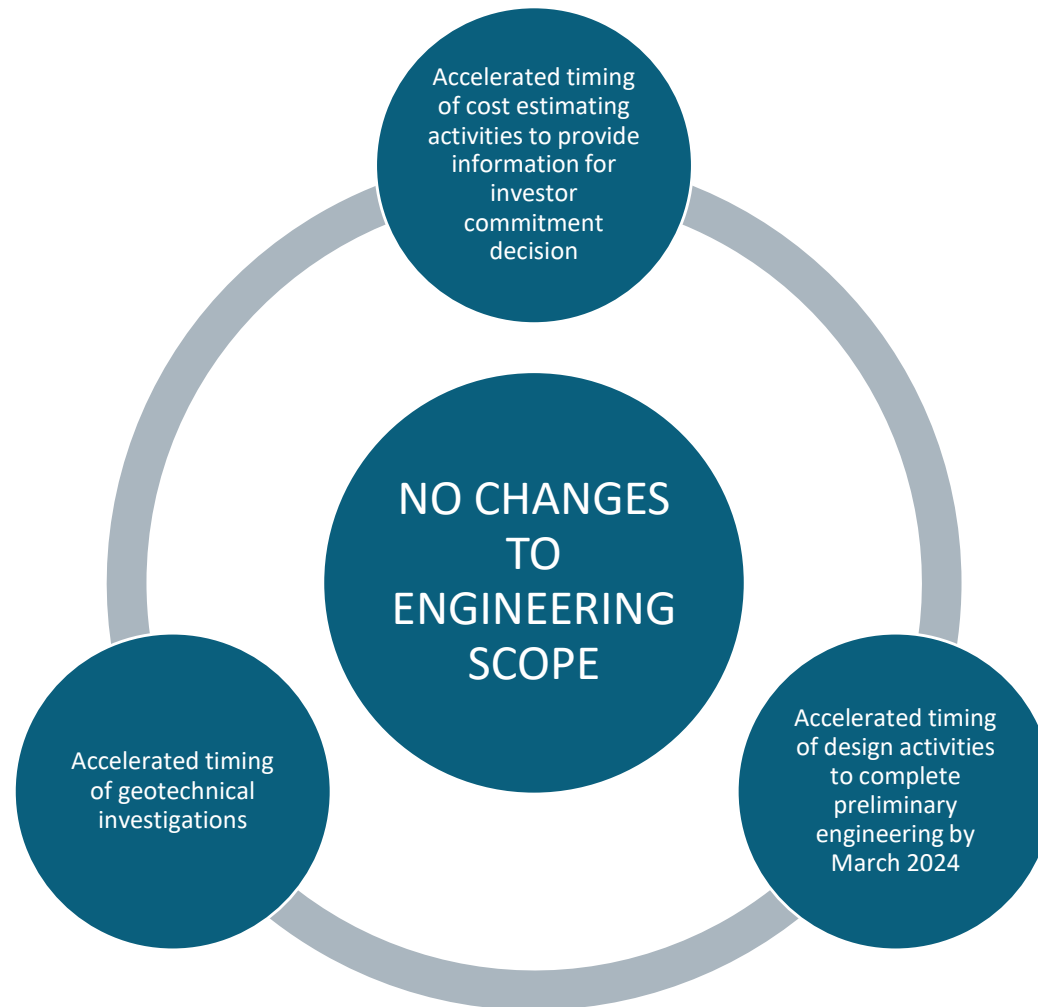 Accelerated timing
of cost estimating
activities to provide
information for
investor
commitment
decision
NO CHANGES
TO
ENGINEERING
SCOPE
Accelerated timing
of geotechnical
investigations
Accelerated timing
of design activities
to complete
preliminary
engineering by
March 2024